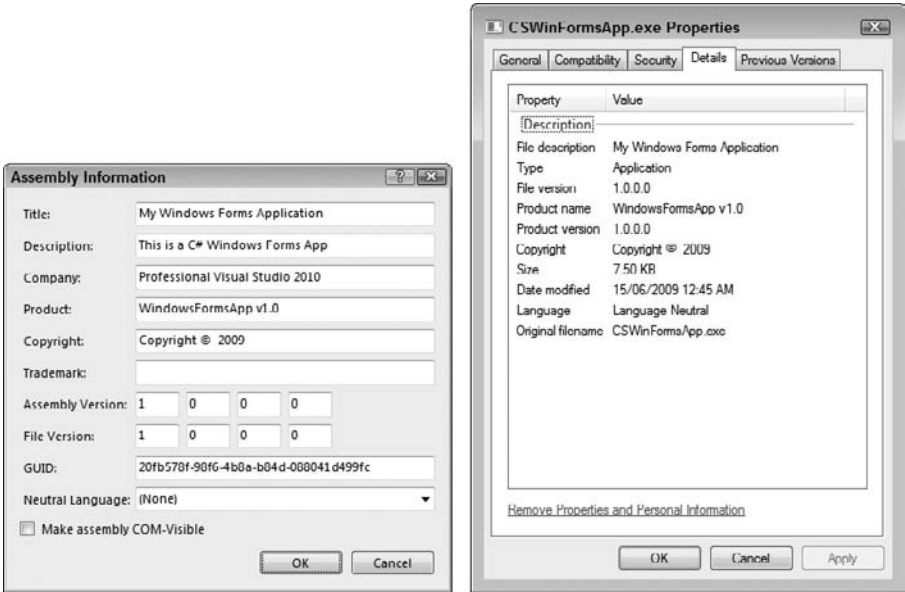 Assembly Information
Title: My Windows Forms Application
Description: This is a C# Windows Forms App
Company: Professional Visual Studio 2010
Product: WindowsFormsApp v1.0
Copyright: Copyright © 2009
Trademark:
Assembly Version: 1 0 0 0
File Version: 1 0 0 0
GUID: 20fb578f-98f6-4b8a-b84d-088041d499fc
Neutral Language: (None)
Make assembly COM-Visible
OK Cancel
CSWinFormsApp.exe Properties
General Compatibility Security Details Previous Versions
Property Value
Description
File description My Windows Forms Application
Type Application
File version 1.0.0.0
Product name WindowsFormsApp v1.0
Product version 1.0.0.0
Copyright Copyright © 2009
Size 7.50 KB
Date modified 15/06/2009 12:45 AM
Language Language Neutral
Original filename CSWinFormsApp.exe
Remove Properties and Personal Information
OK Cancel Apply